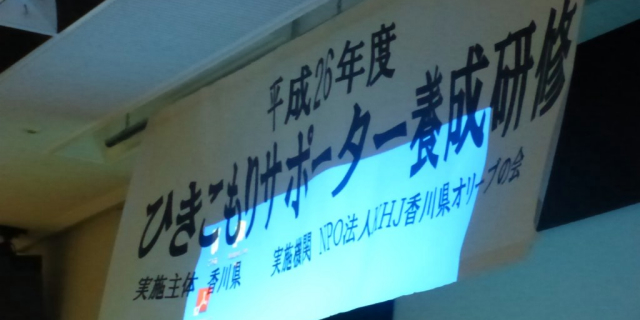 平成26年度
ひきこもりサポーター養成研修
実施主体 香川県 実施機関 NPO法人KHJ香川県オリーブの会